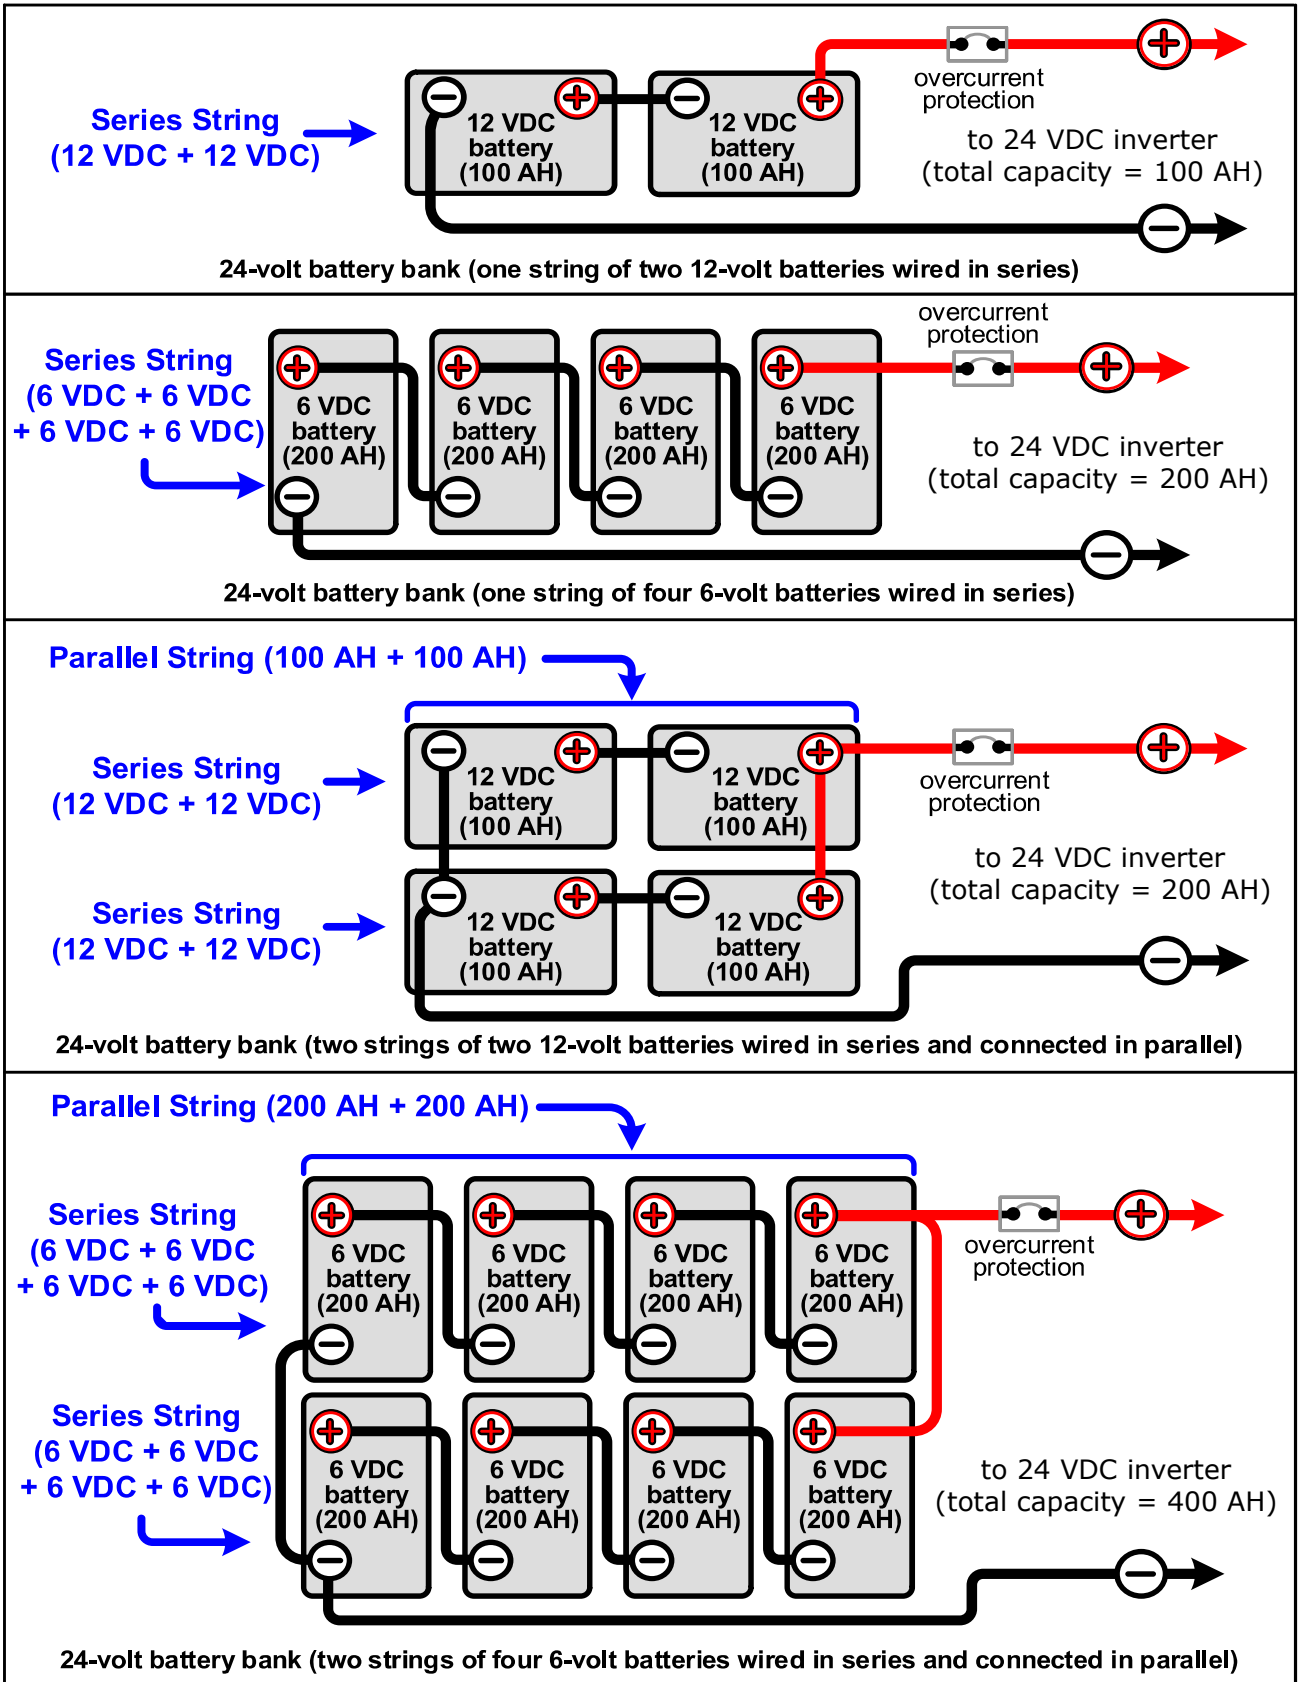 overcurrent
protection
Series String
(12 VDC + 12 VDC)
12 VDC
battery
(100 AH)
12 VDC
battery
(100 AH)
to 24 VDC inverter
(total capacity = 100 AH)
24-volt battery bank (one string of two 12-volt batteries wired in series)
overcurrent
protection
Series String
(6 VDC + 6 VDC
+ 6 VDC + 6 VDC)
6 VDC
battery
(200 AH)
6 VDC
battery
(200 AH)
6 VDC
battery
(200 AH)
6 VDC
battery
(200 AH)
to 24 VDC inverter
(total capacity = 200 AH)
24-volt battery bank (one string of four 6-volt batteries wired in series)
Parallel String (100 AH + 100 AH)
Series String
(12 VDC + 12 VDC)
12 VDC
battery
(100 AH)
12 VDC
battery
(100 AH)
overcurrent
protection
to 24 VDC inverter
(total capacity = 200 AH)
Series String
(12 VDC + 12 VDC)
12 VDC
battery
(100 AH)
12 VDC
battery
(100 AH)
24-volt battery bank (two strings of two 12-volt batteries wired in series and connected in parallel)
Parallel String (200 AH + 200 AH)
Series String
(6 VDC + 6 VDC
+ 6 VDC + 6 VDC)
6 VDC
battery
(200 AH)
6 VDC
battery
(200 AH)
6 VDC
battery
(200 AH)
6 VDC
battery
(200 AH)
overcurrent
protection
Series String
(6 VDC + 6 VDC
+ 6 VDC + 6 VDC)
6 VDC
battery
(200 AH)
6 VDC
battery
(200 AH)
6 VDC
battery
(200 AH)
6 VDC
battery
(200 AH)
to 24 VDC inverter
(total capacity = 400 AH)
24-volt battery bank (two strings of four 6-volt batteries wired in series and connected in parallel)